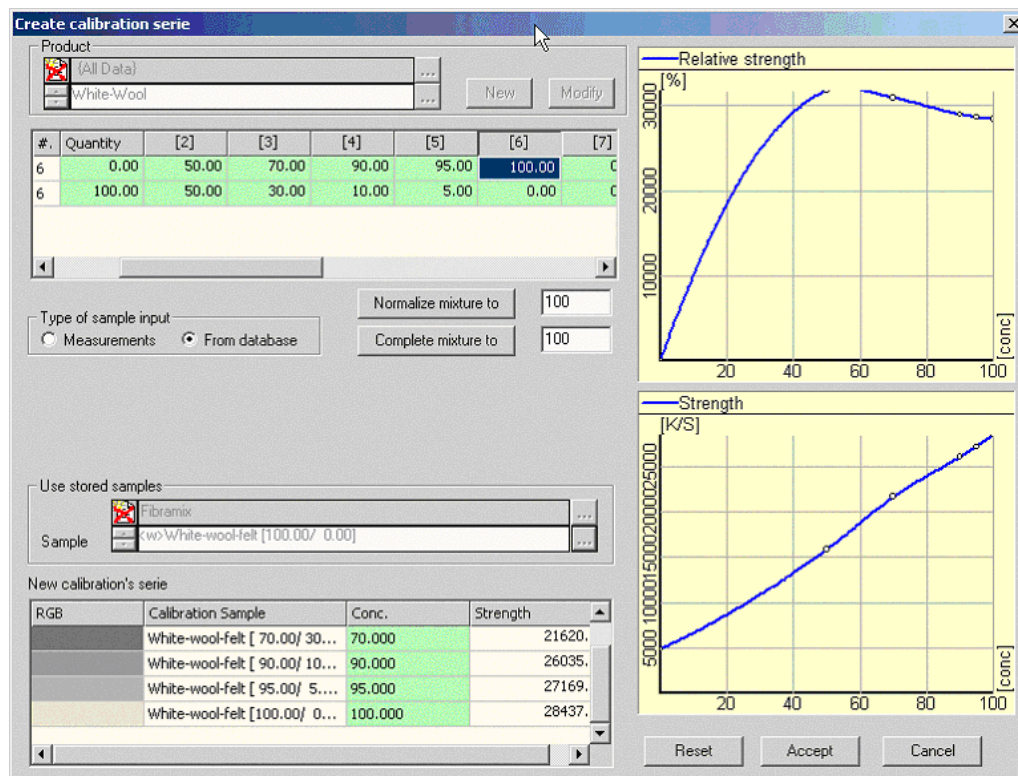 Create calibration serie
Product
{All Data}
...
White-Wool
...
New
Modify
#. Quantity [2] [3] [4] [5] [6] [7]
6 0.00 50.00 70.00 90.00 95.00 100.00
6 100.00 50.00 30.00 10.00 5.00 0.00
Normalize mixture to 100
Type of sample input
Measurements From database
Complete mixture to 100
Use stored samples
Fibramix
...
Sample <w>White-wool-felt [100.00/ 0.00]
...
New calibration's serie
RGB Calibration Sample Conc. Strength
White-wool-felt [ 70.00/ 30... 70.000 21620.
White-wool-felt [ 90.00/ 10... 90.000 26035.
White-wool-felt [ 95.00/ 5.... 95.000 27169.
White-wool-felt [100.00/ 0... 100.000 28437.
Relative strength
[%]
30000
20000
10000
[conc]
20 40 60 80 100
Strength
[K/S]
25000
20000
15000
10000
5000
[conc]
20 40 60 80 100
Reset Accept Cancel